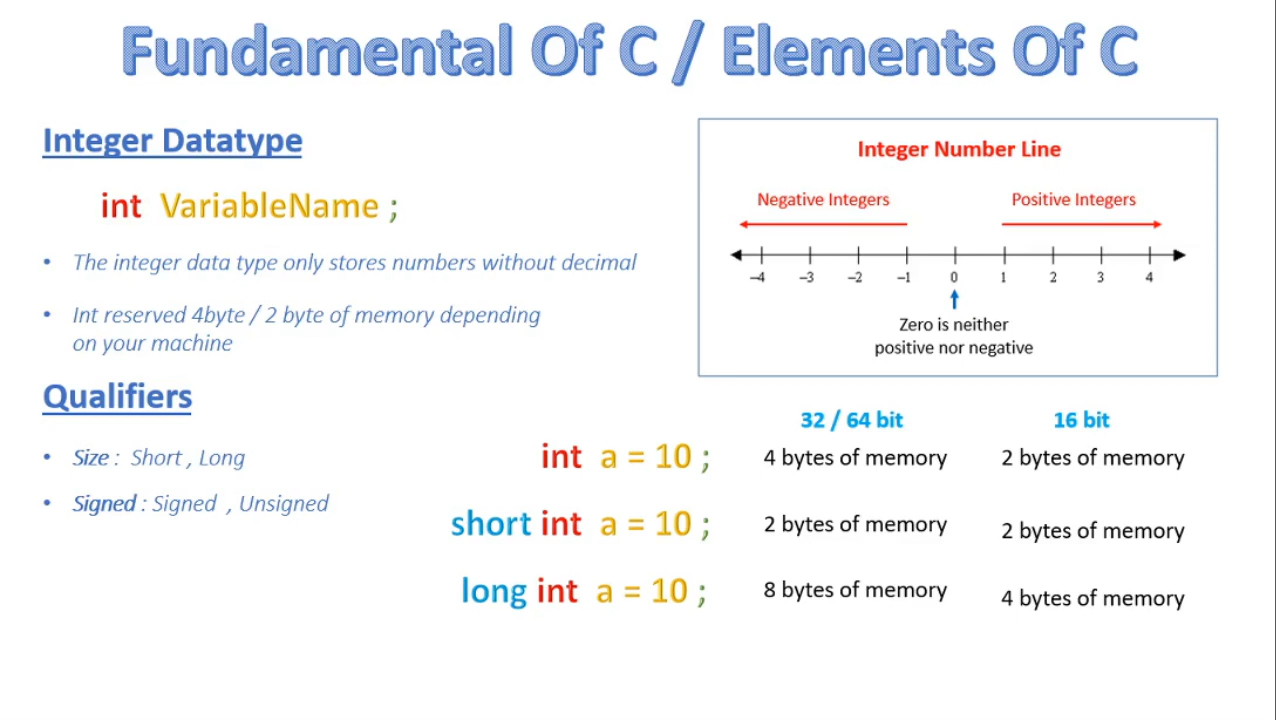 Fundamental Of C / Elements Of C
Integer Datatype
int VariableName ;
• The integer data type only stores numbers without decimal
• Int reserved 4byte / 2 byte of memory depending
on your machine
Integer Number Line
Negative Integers Positive Integers
−4 −3 −2 −1 0 1 2 3 4
Zero is neither
positive nor negative
Qualifiers
• Size : Short , Long
• Signed : Signed , Unsigned
32 / 64 bit 16 bit
int a = 10 ; 4 bytes of memory 2 bytes of memory
short int a = 10 ; 2 bytes of memory 2 bytes of memory
long int a = 10 ; 8 bytes of memory 4 bytes of memory